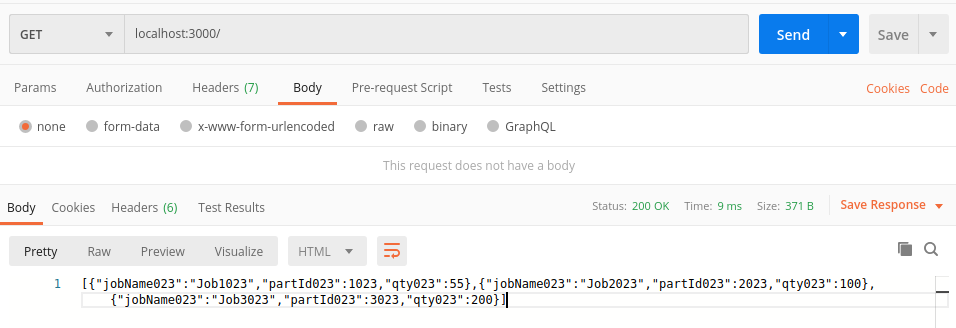 GET localhost:3000/ Send Save
Params Authorization Headers (7) Body Pre-request Script Tests Settings Cookies Code
none form-data x-www-form-urlencoded raw binary GraphQL
This request does not have a body
Body Cookies Headers (6) Test Results Status: 200 OK Time: 9 ms Size: 371 B Save Response
Pretty Raw Preview Visualize HTML
1 [{"jobName023":"Job1023","partId023":1023,"qty023":55},{"jobName023":"Job2023","partId023":2023,"qty023":100},
{"jobName023":"Job3023","partId023":3023,"qty023":200}]